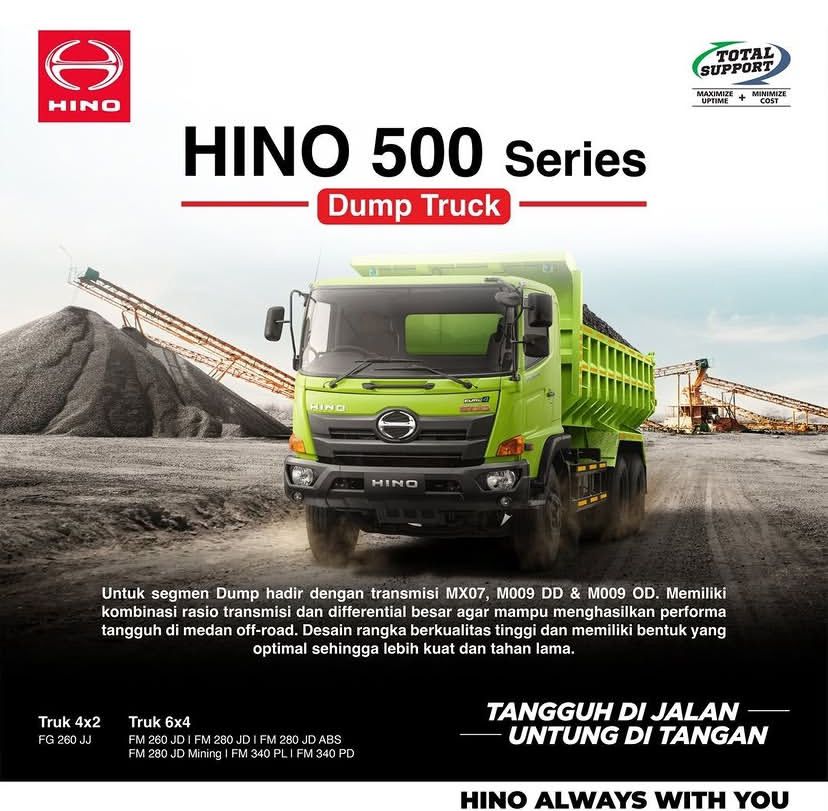 HINO
TOTAL
SUPPORT
MAXIMIZE UPTIME + MINIMIZE COST
HINO 500 Series
Dump Truck
HINO
EURO 4
HINO
Untuk segmen Dump hadir dengan transmisi MX07, M009 DD & M009 OD. Memiliki
kombinasi rasio transmisi dan differential besar agar mampu menghasilkan performa
tangguh di medan off-road. Desain rangka berkualitas tinggi dan memiliki bentuk yang
optimal sehingga lebih kuat dan tahan lama.
Truk 4x2
FG 260 JJ
Truk 6x4
FM 260 JD I FM 280 JD I FM 280 JD ABS
FM 280 JD Mining I FM 340 PL I FM 340 PD
TANGGUH DI JALAN
UNTUNG DI TANGAN
HINO ALWAYS WITH YOU